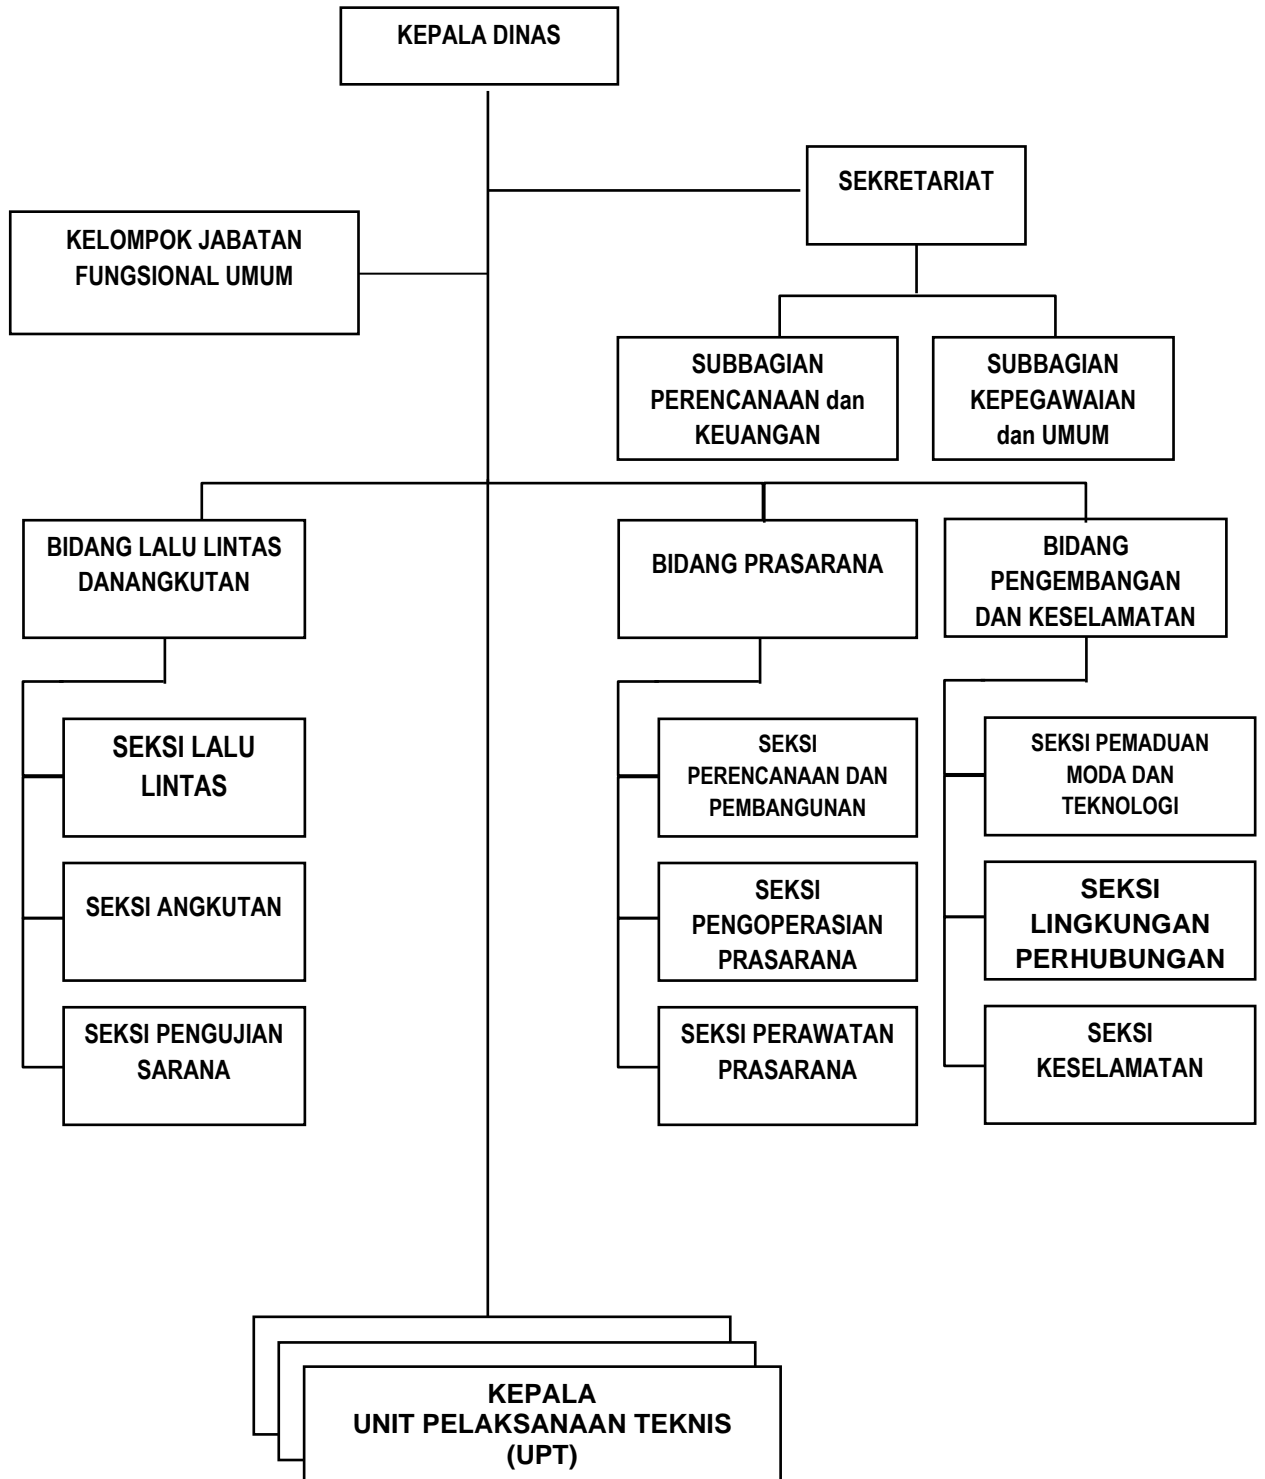 KEPALA DINAS
SEKRETARIAT
KELOMPOK JABATAN
FUNGSIONAL UMUM
SUBBAGIAN
PERENCANAAN dan
KEUANGAN
SUBBAGIAN
KEPEGAWAIAN
dan UMUM
BIDANG LALU LINTAS
DANANGKUTAN
BIDANG PRASARANA
BIDANG
PENGEMBANGAN
DAN KESELAMATAN
SEKSI LALU
LINTAS
SEKSI ANGKUTAN
SEKSI PENGUJIAN
SARANA
SEKSI
PERENCANAAN DAN
PEMBANGUNAN
SEKSI
PENGOPERASIAN
PRASARANA
SEKSI PERAWATAN
PRASARANA
SEKSI PEMADUAN
MODA DAN
TEKNOLOGI
SEKSI
LINGKUNGAN
PERHUBUNGAN
SEKSI
KESELAMATAN
KEPALA
UNIT PELAKSANAAN TEKNIS
(UPT)